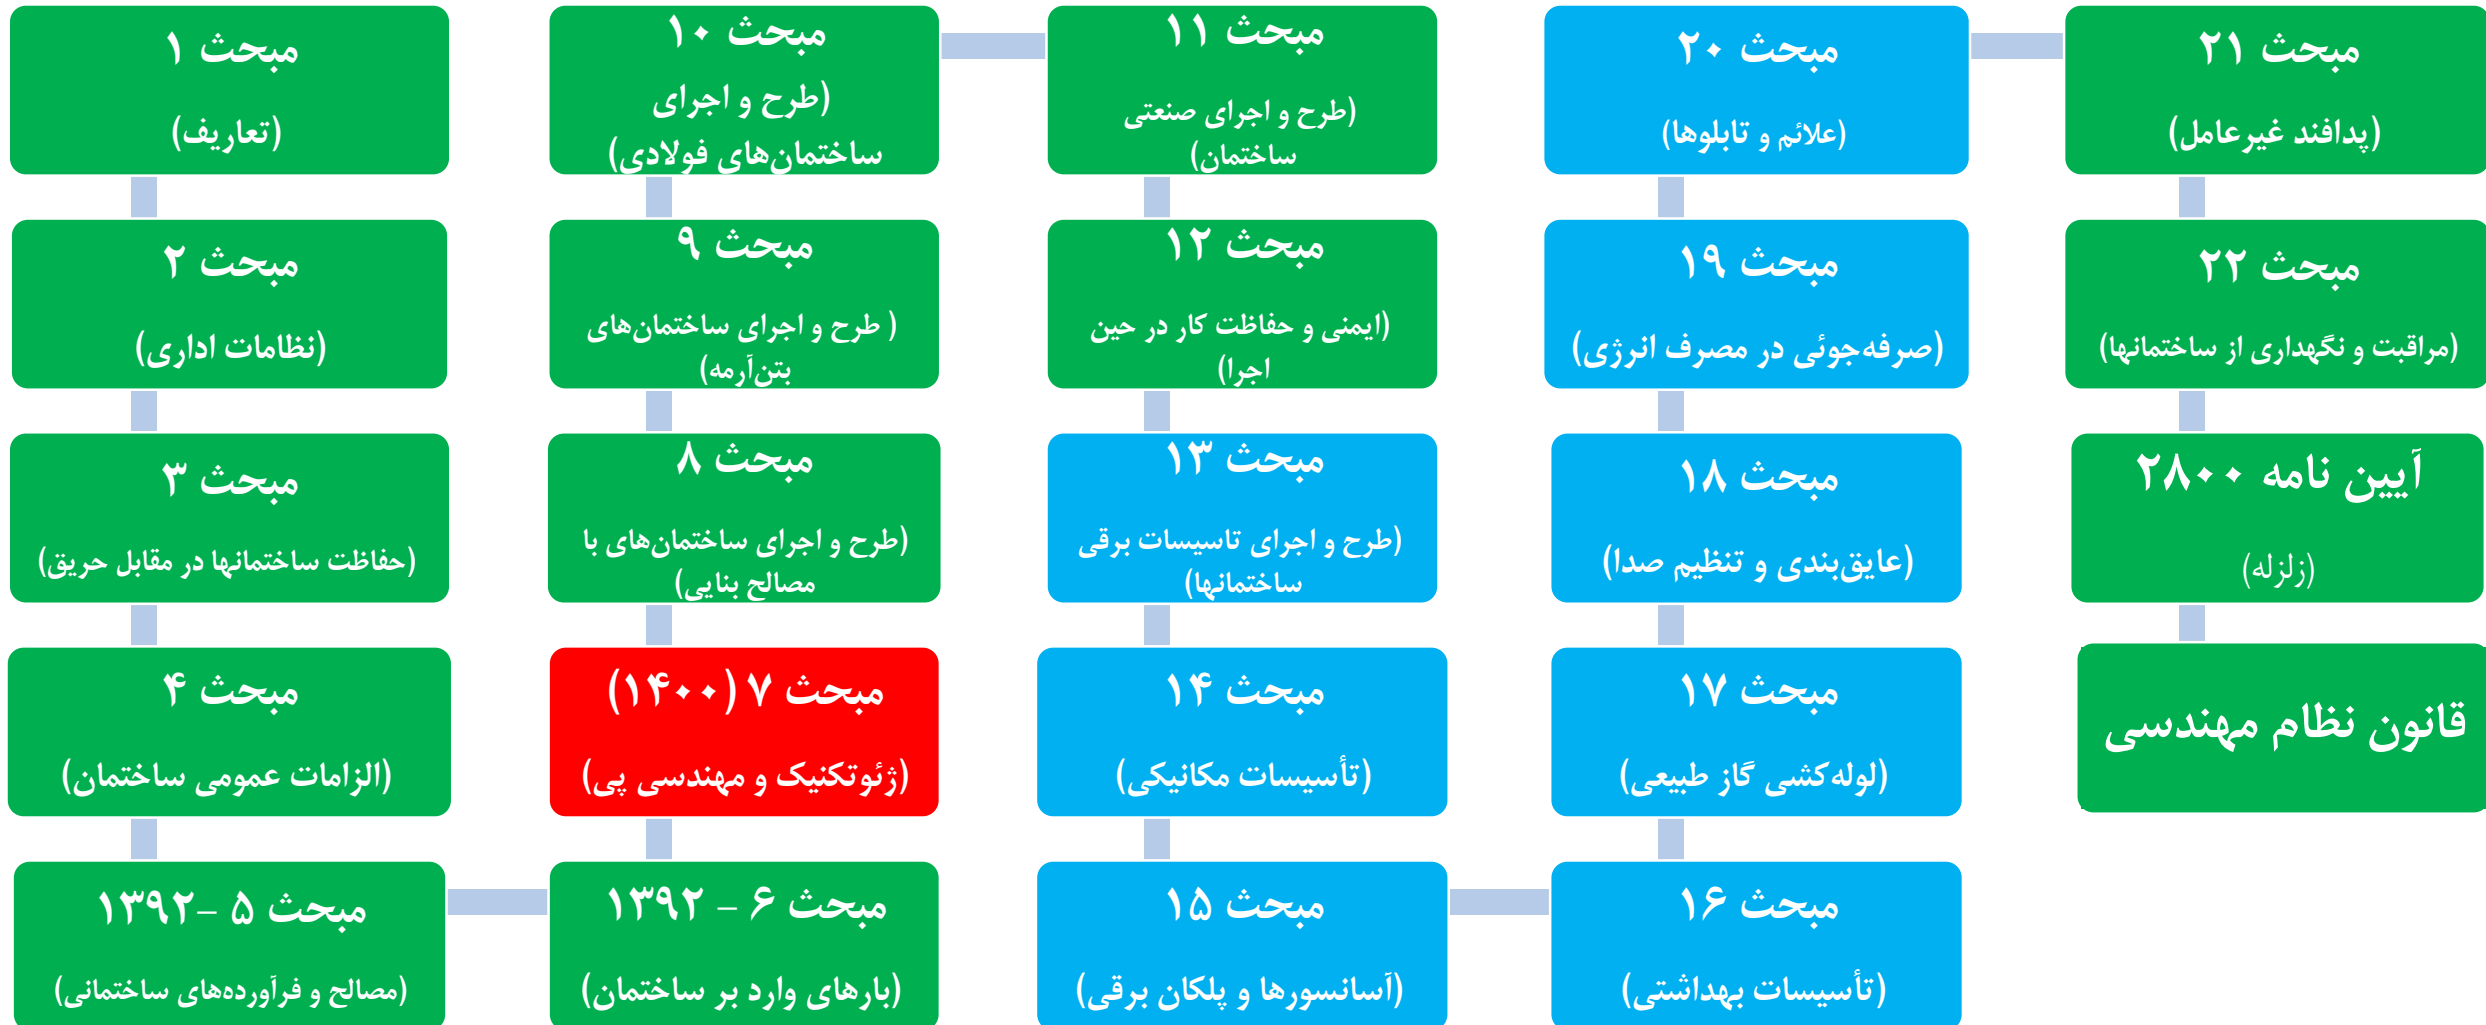 مبحث ۱
(تعاریف)
مبحث ۲
(نظامات اداری)
مبحث ۳
(حفاظت ساختمانها در مقابل حریق)
مبحث ۴
(الزامات عمومی ساختمان)
مبحث ۵ –۱۳۹۲
(مصالح و فرآورده‌های ساختمانی)
مبحث ۶ – ۱۳۹۲
(بارهای وارد بر ساختمان)
مبحث ۷ (۱۴۰۰)
(ژئوتکنیک و مهندسی پی)
مبحث ۸
(طرح و اجرای ساختمان‌های با
مصالح بنایی)
مبحث ۹
( طرح و اجرای ساختمان‌های
بتن‌آرمه)
مبحث ۱۰
(طرح و اجرای
ساختمان‌های فولادی)
مبحث ۱۱
(طرح و اجرای صنعتی
ساختمان)
مبحث ۱۲
(ایمنی و حفاظت کار در حین
اجرا)
مبحث ۱۳
(طرح و اجرای تاسیسات برقی
ساختمانها)
مبحث ۱۴
(تأسیسات مکانیکی)
مبحث ۱۵
(آسانسورها و پلکان برقی)
مبحث ۱۶
(تأسیسات بهداشتی)
مبحث ۱۷
(لوله‌کشی گاز طبیعی)
مبحث ۱۸
(عایق‌بندی و تنظیم صدا)
مبحث ۱۹
(صرفه‌جوئی در مصرف انرژی)
مبحث ۲۰
(علائم و تابلوها)
مبحث ۲۱
(پدافند غیرعامل)
مبحث ۲۲
(مراقبت و نگهداری از ساختمانها)
آیین نامه ۲۸۰۰
(زلزله)
قانون نظام مهندسی